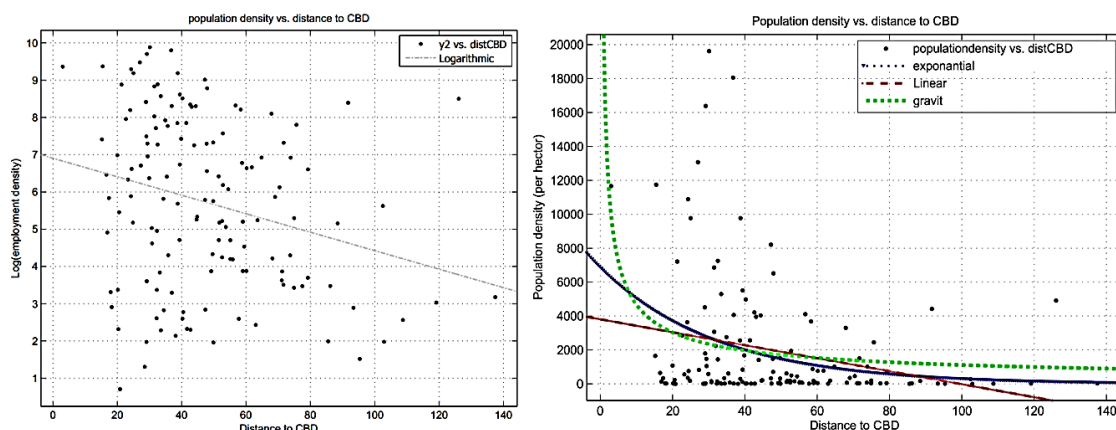 population density vs. distance to CBD
y2 vs. distCBD
Logarithmic
Log(employment density)
10
9
8
7
6
5
4
3
2
1
0 20 40 60 80 100 120 140
Distance to CBD
Population density vs. distance to CBD
populationdensity vs. distCBD
exponantial
Linear
gravit
Population density (per hector)
20000
18000
16000
14000
12000
10000
8000
6000
4000
2000
0
0 20 40 60 80 100 120 140
Distance to CBD